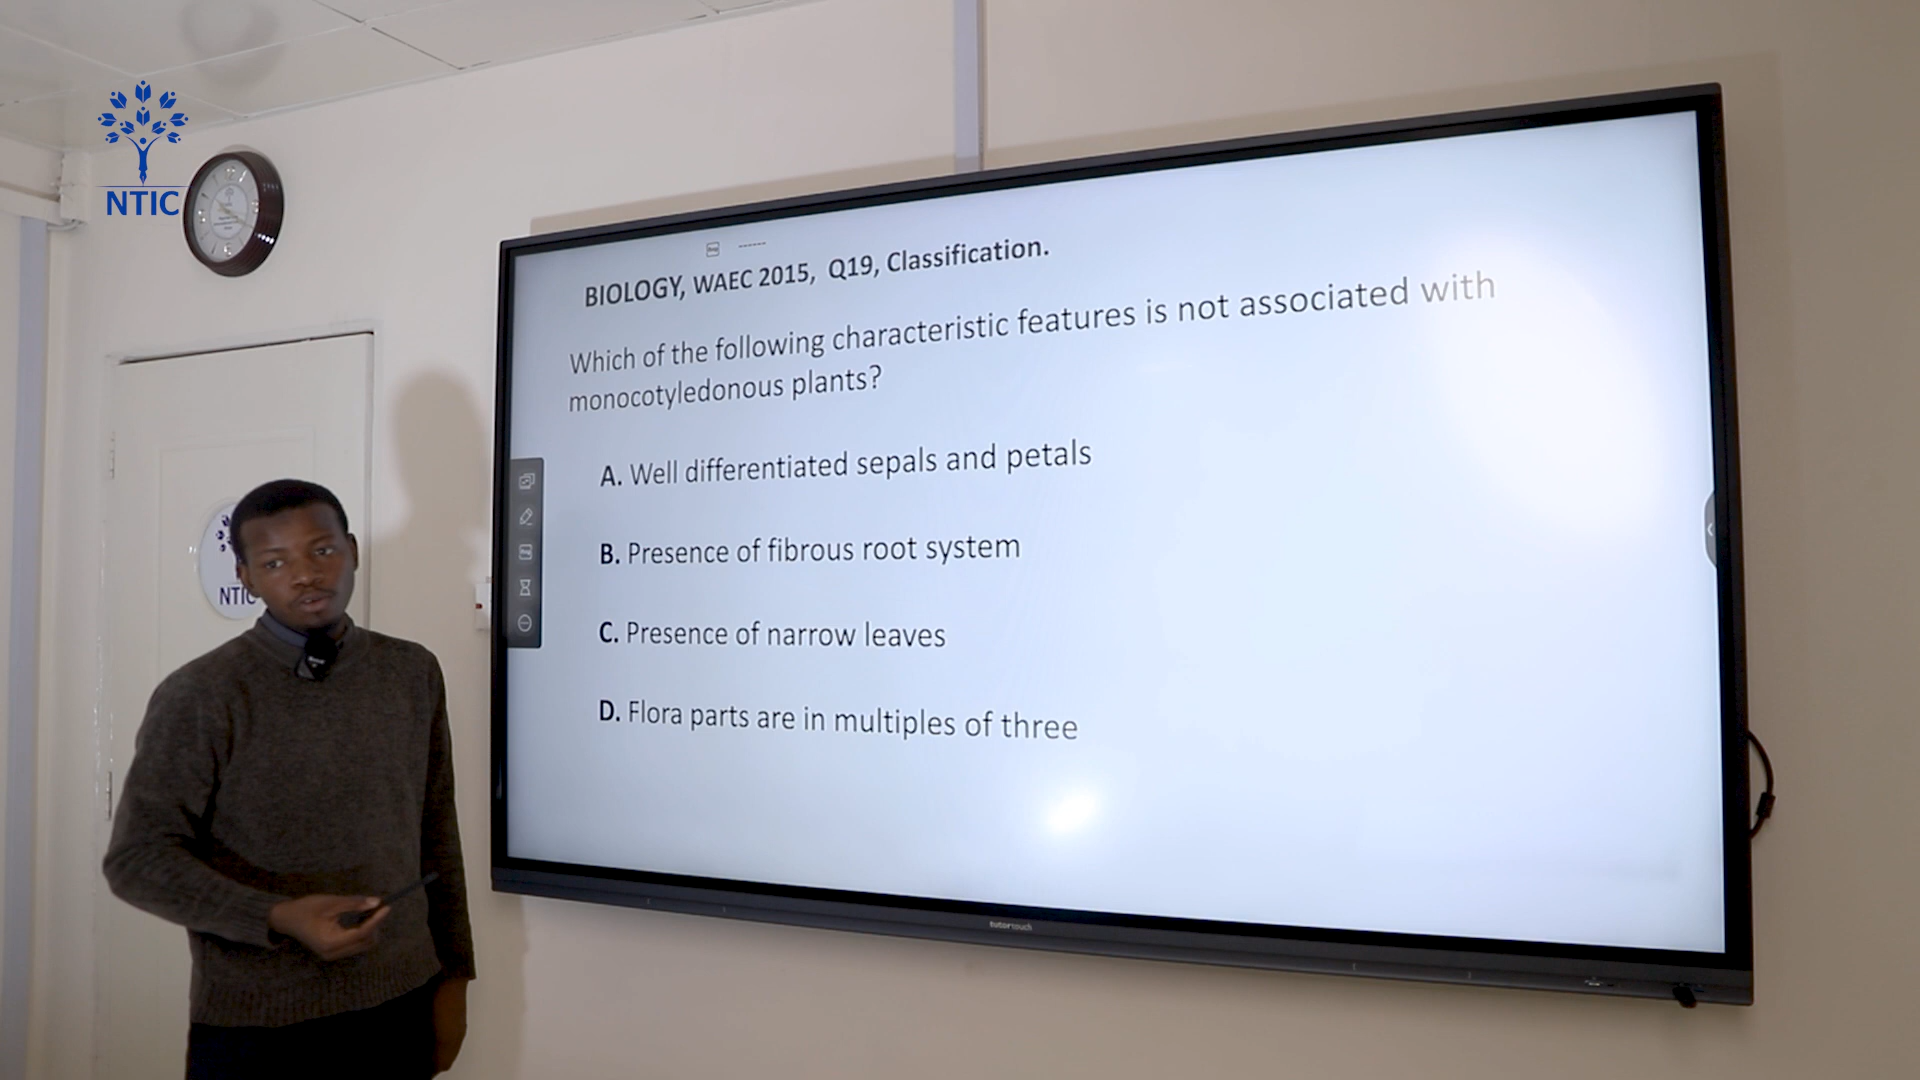 NTIC
BIOLOGY, WAEC 2015, Q19, Classification.
Which of the following characteristic features is not associated with
monocotyledonous plants?
A. Well differentiated sepals and petals
B. Presence of fibrous root system
C. Presence of narrow leaves
D. Flora parts are in multiples of three
NTIC
tutortouch